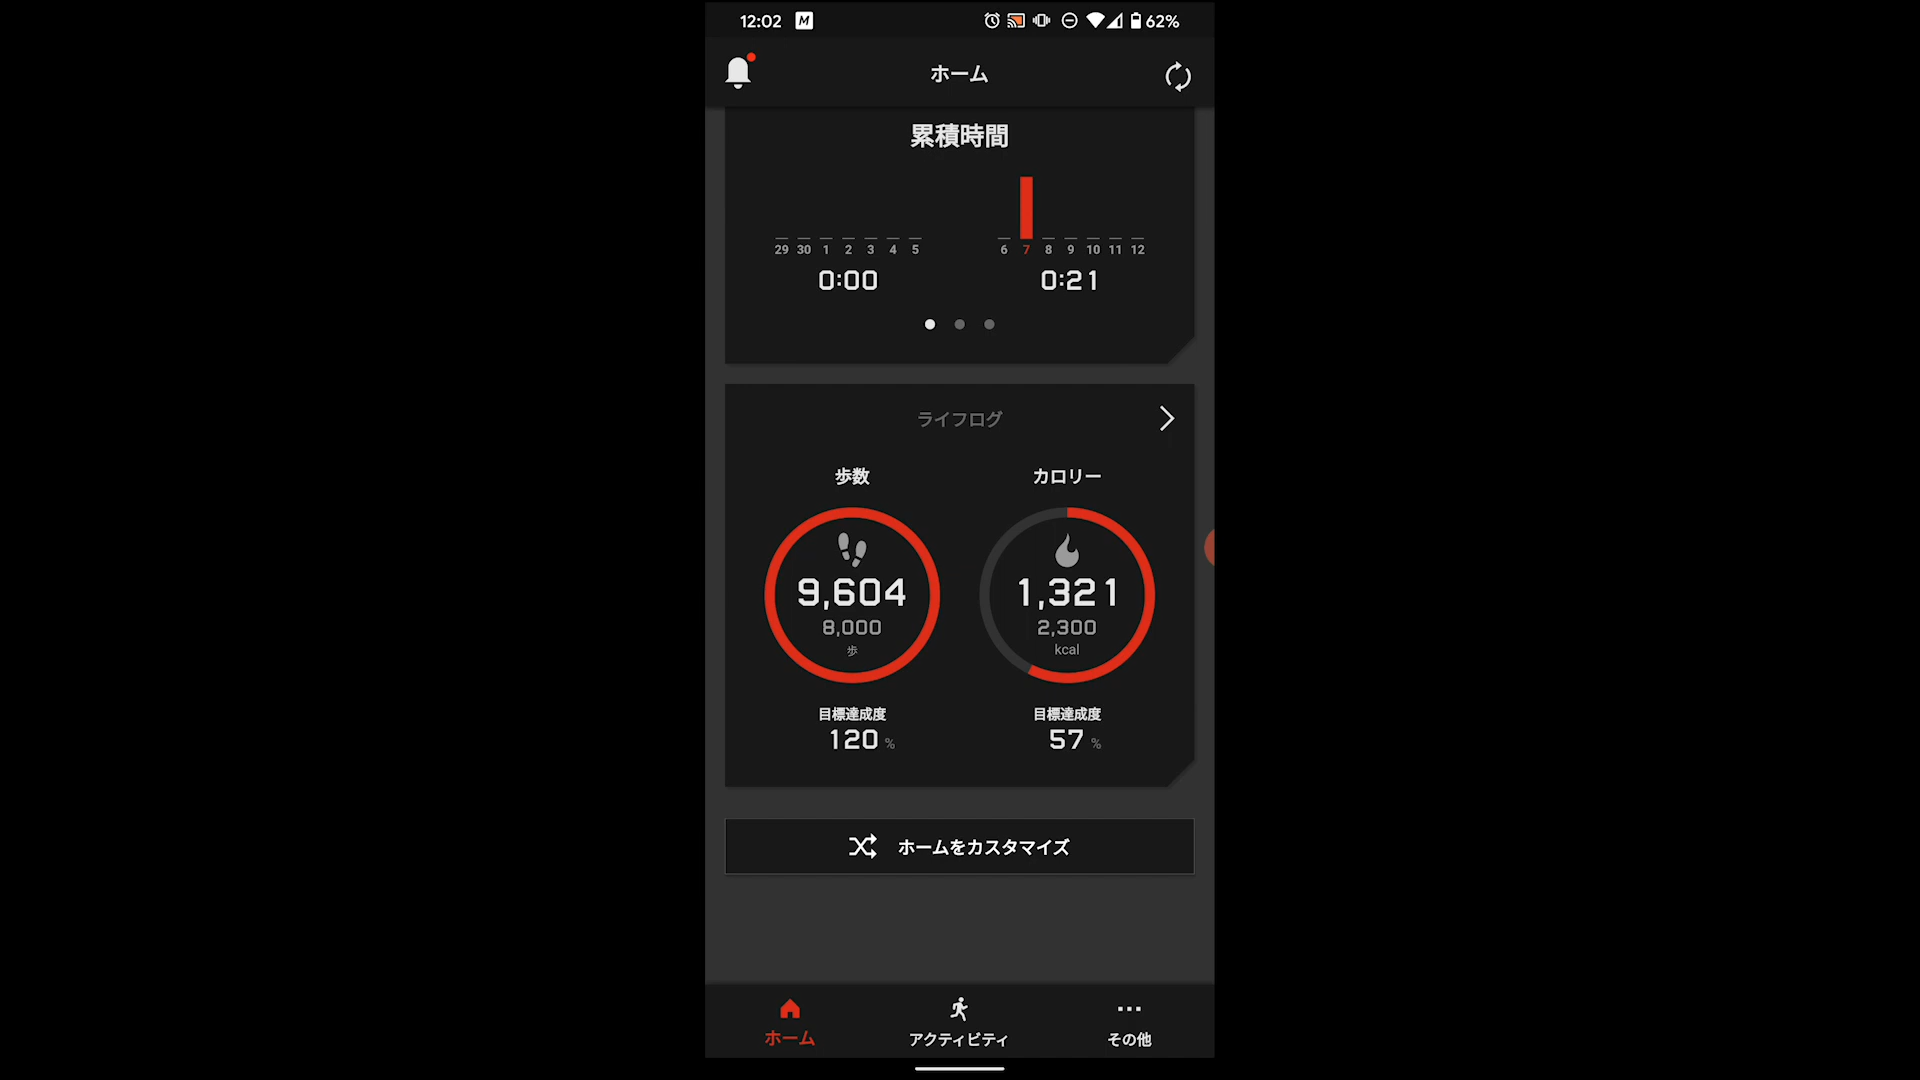 12:02 M 62%
ホーム
累積時間
29 30 1 2 3 4 5 6 7 8 9 10 11 12
0:00 0:21
ライフログ
歩数 カロリー
9,604 1,321
8,000 2,300
歩 kcal
目標達成度 目標達成度
120 % 57 %
ホームをカスタマイズ
ホーム アクティビティ その他